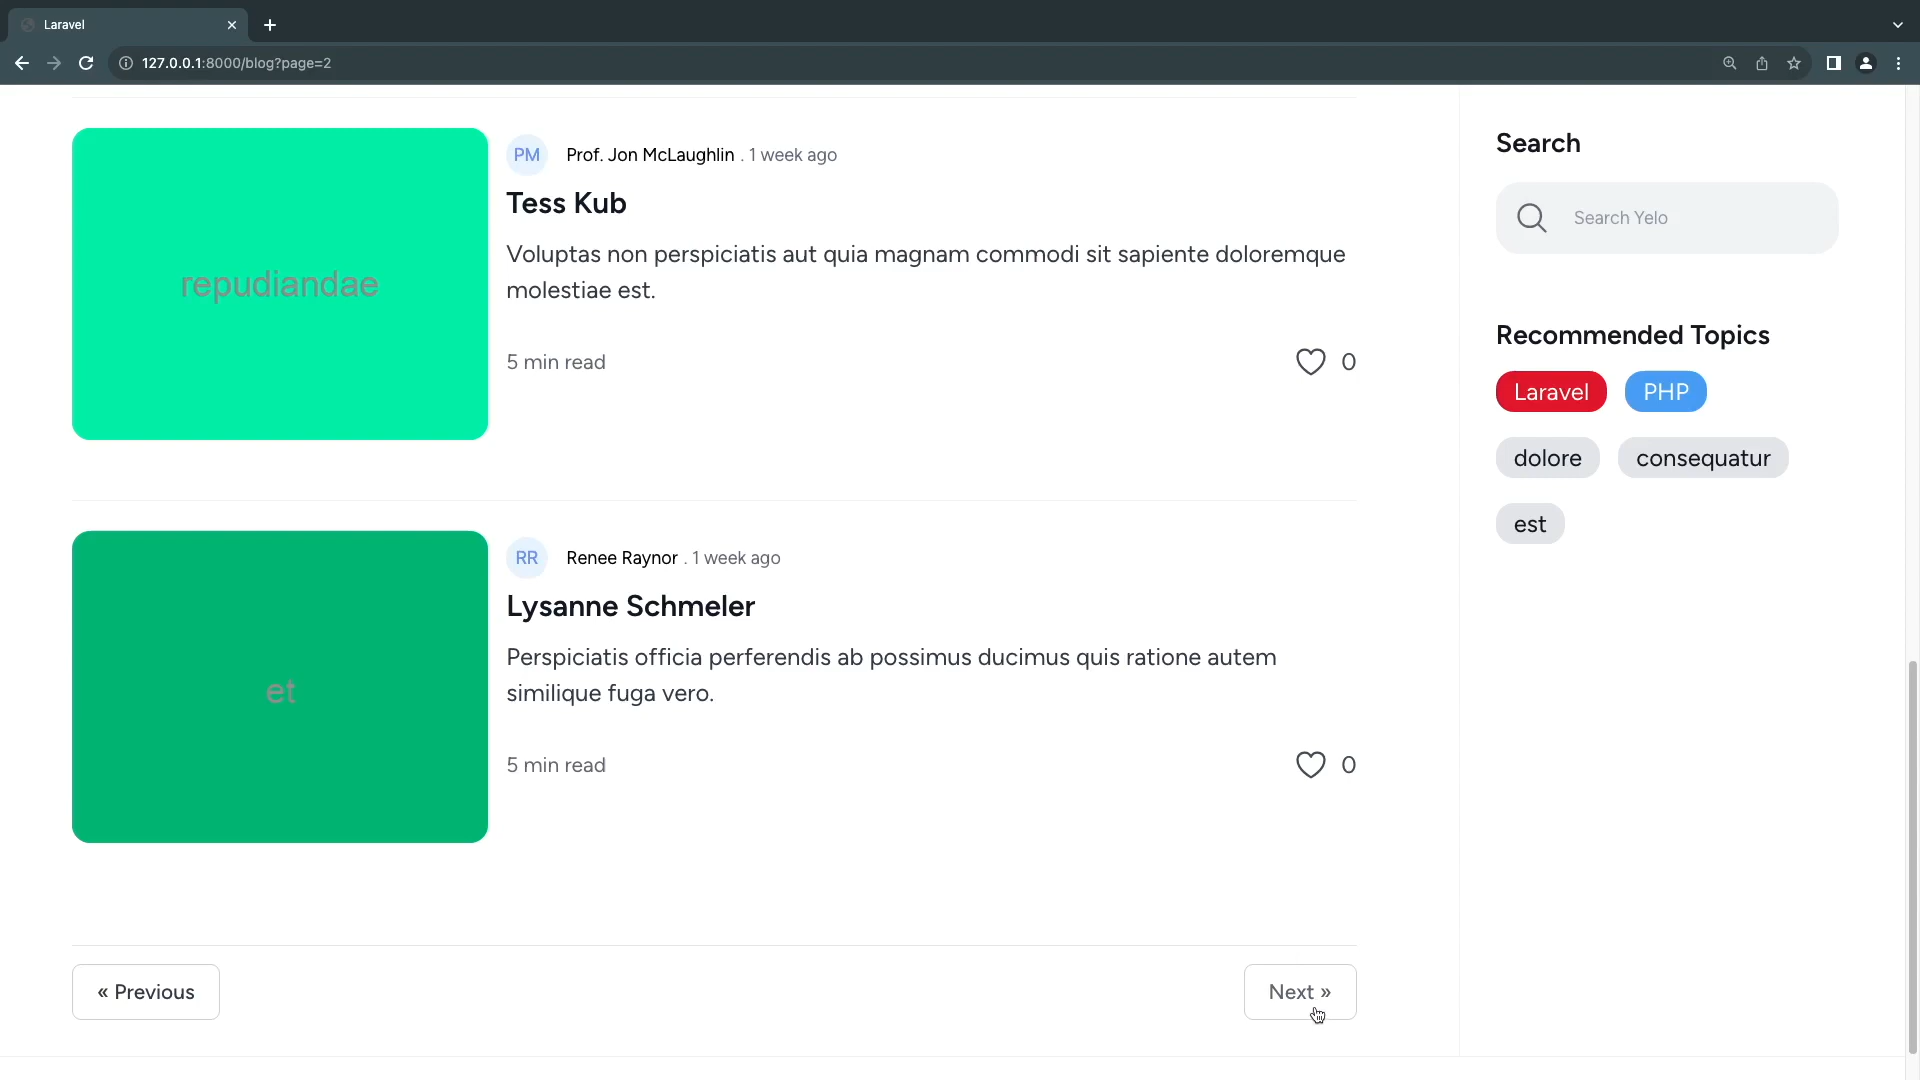 Laravel
127.0.0.1:8000/blog?page=2
repudiandae
PM Prof. Jon McLaughlin . 1 week ago
Tess Kub
Voluptas non perspiciatis aut quia magnam commodi sit sapiente doloremque
molestiae est.
5 min read
0
et
RR Renee Raynor . 1 week ago
Lysanne Schmeler
Perspiciatis officia perferendis ab possimus ducimus quis ratione autem
similique fuga vero.
5 min read
0
« Previous
Next »
Search
Search Yelo
Recommended Topics
Laravel PHP
dolore consequatur
est